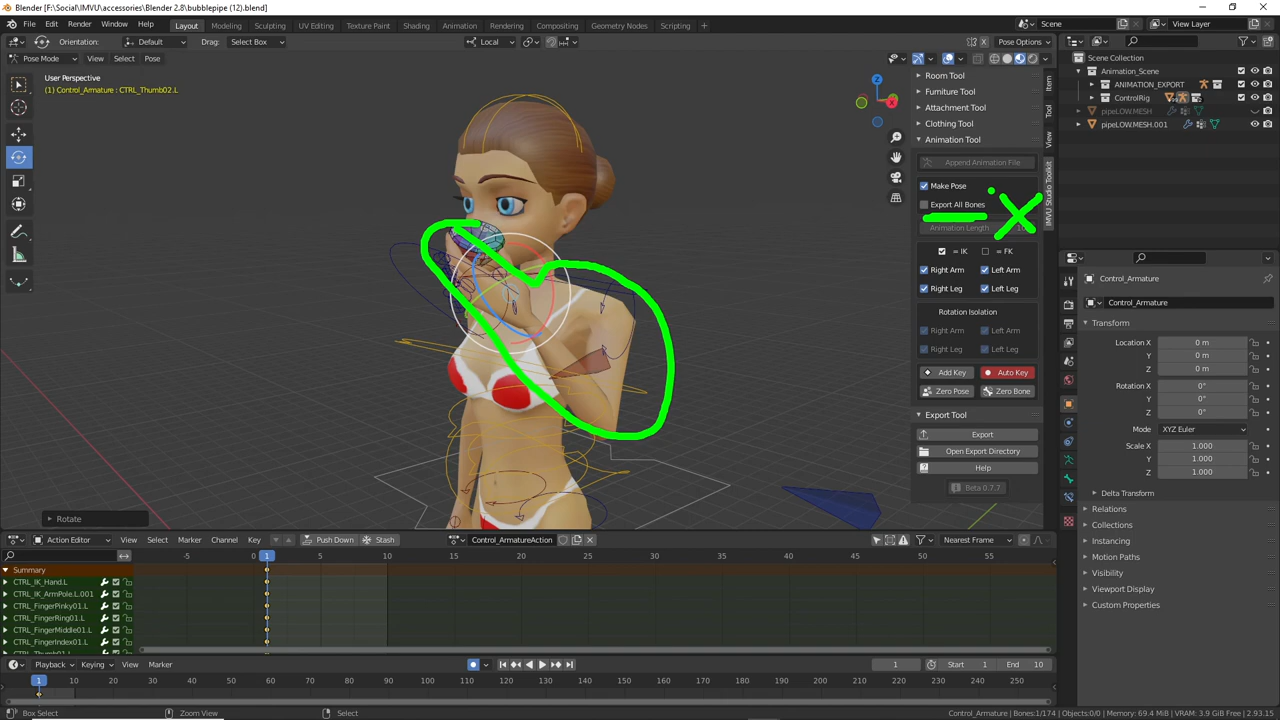 Blender [F:\Social\IMVU\accessories\Blender 2.8\bubblepipe (12).blend]
File Edit Render Window Help Layout Modeling Sculpting UV Editing Texture Paint Shading Animation Rendering Compositing Geometry Nodes Scripting Scene View Layer
Orientation: Default Drag: Select Box Local Pose Options
Pose Mode View Select Pose
User Perspective
(1) Control_Armature : CTRL_Thumb02.L
Z
X
Room Tool
Furniture Tool
Attachment Tool
Clothing Tool
Animation Tool
Append Animation File
Make Pose
Export All Bones
Animation Length
= IK = FK
Right Arm Left Arm
Right Leg Left Leg
Rotation Isolation
Right Arm Left Arm
Right Leg Left Leg
Add Key Auto Key
Zero Pose Zero Bone
Export Tool
Export
Open Export Directory
Help
Beta 0.7.7
Item
Tool
View
IMVU Studio Toolkit
Scene Collection
Animation_Scene
ANIMATION_EXPORT
ControlRig
pipeLOW.MESH
pipeLOW.MESH.001
Control_Armature
Control_Armature
Transform
Location X 0 m
Y 0 m
Z 0 m
Rotation X 0°
Y 0°
Z 0°
Mode XYZ Euler
Scale X 1.000
Y 1.000
Z 1.000
Delta Transform
Relations
Collections
Instancing
Motion Paths
Visibility
Viewport Display
Custom Properties
Rotate
Action Editor View Select Marker Channel Key Push Down Stash Control_ArmatureAction Nearest Frame
-5 1 5 10 15 20 25 30 35 40 45 50 55
Summary
CTRL_IK_Hand.L
CTRL_IK_ArmPole.L.001
CTRL_FingerPinky01.L
CTRL_FingerRing01.L
CTRL_FingerMiddle01.L
CTRL_FingerIndex01.L
CTRL_Thumb01.L
Playback Keying View Marker 1 Start 1 End 10
1 10 20 30 40 50 60 70 80 90 100 110 120 130 140 150 160 170 180 190 200 210 220 230 240 250
Box Select Zoom View Select Control_Armature | Bones:1/174 | Objects:0/0 | Memory: 69.4 MiB | VRAM: 3.9 GiB Free | 2.93.15